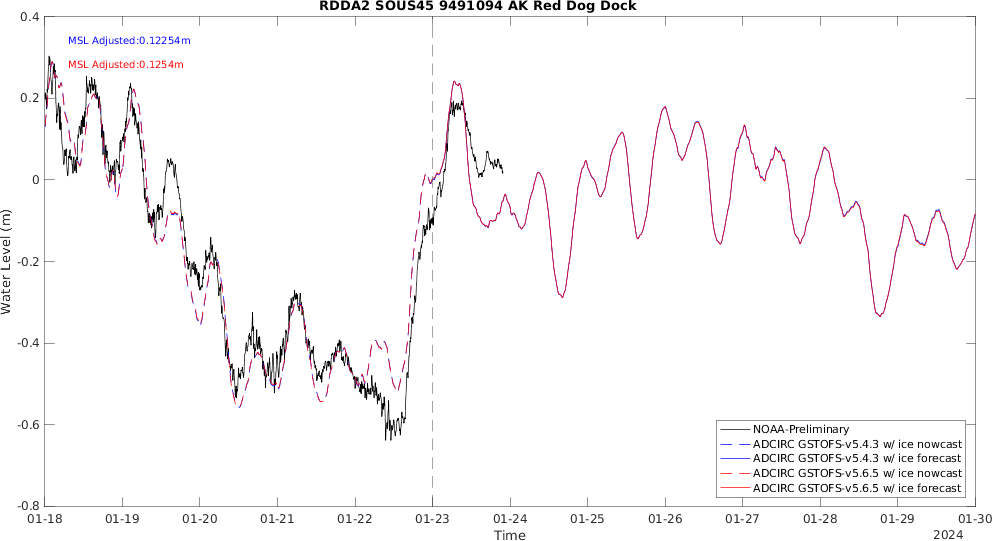 RDDA2 SOUS45 9491094 AK Red Dog Dock
MSL Adjusted:0.12254m
MSL Adjusted:0.1254m
Water Level (m)
0.4
0.2
0
-0.2
-0.4
-0.6
-0.8
NOAA-Preliminary
ADCIRC GSTOFS-v5.4.3 w/ ice nowcast
ADCIRC GSTOFS-v5.4.3 w/ ice forecast
ADCIRC GSTOFS-v5.6.5 w/ ice nowcast
ADCIRC GSTOFS-v5.6.5 w/ ice forecast
01-18 01-19 01-20 01-21 01-22 01-23 01-24 01-25 01-26 01-27 01-28 01-29 01-30
Time
2024